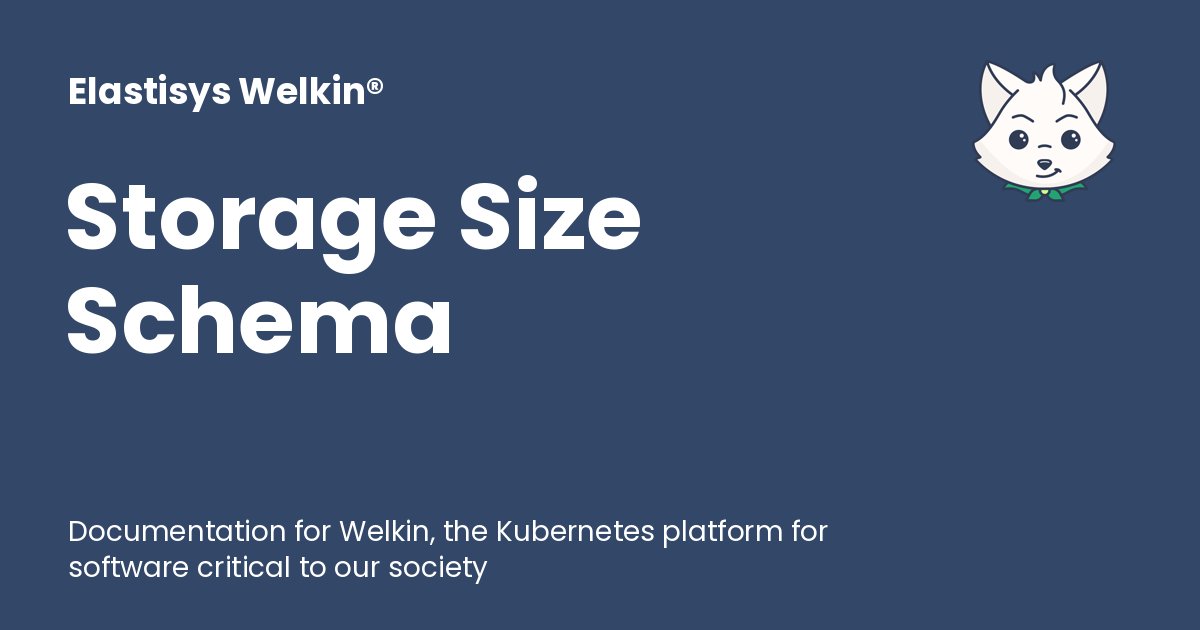 Elastisys Welkin®
Storage Size
Schema
Documentation for Welkin, the Kubernetes platform for
software critical to our society